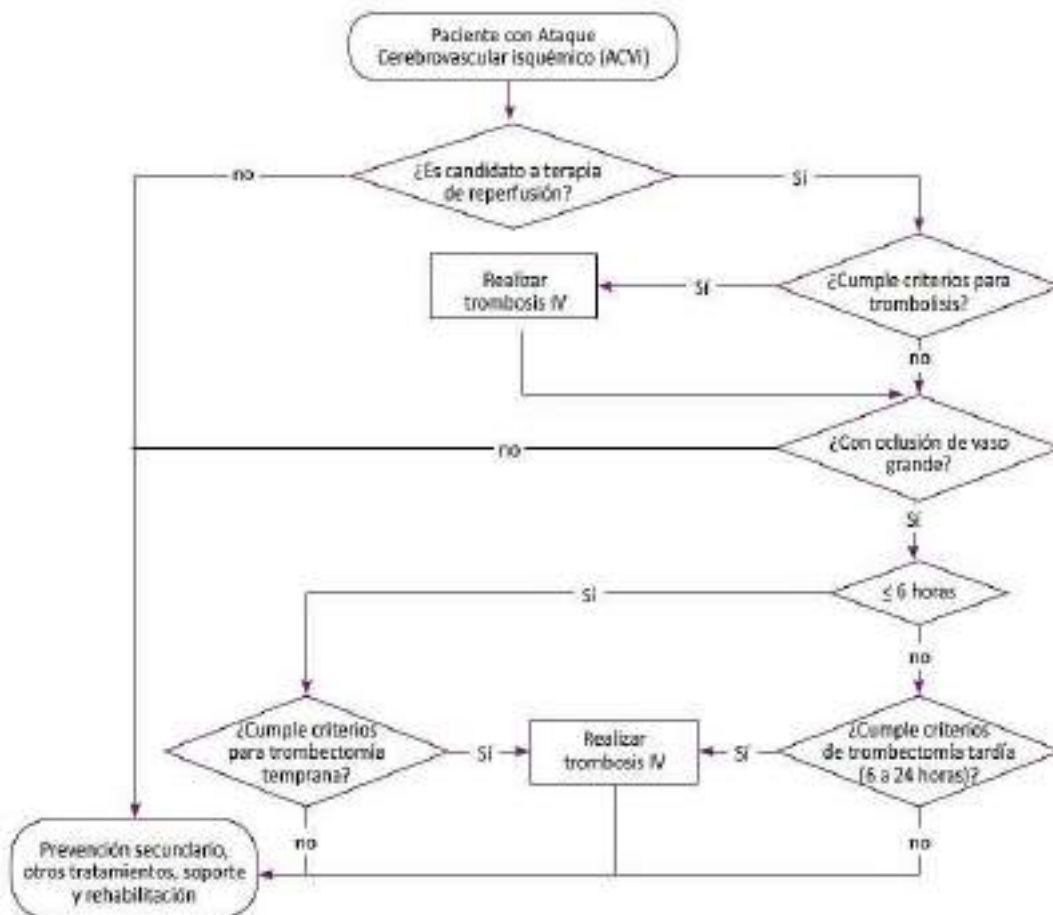 Paciente con Ataque
Cerebrovascular isquémico (ACVi)
¿Es candidato a terapia
de reperfusión?
no
Sí
Realizar
trombosis IV
Sí
¿Cumple criterios para
trombolisis?
no
¿Con oclusión de vaso
grande?
no
Sí
≤ 6 horas
sí
no
¿Cumple criterios
para trombectomía
temprana?
Sí
Realizar
trombosis IV
Sí
¿Cumple criterios
de trombectomía tardía
(6 a 24 horas)?
no
no
Prevención secundario,
otros tratamientos, soporte
y rehabilitación